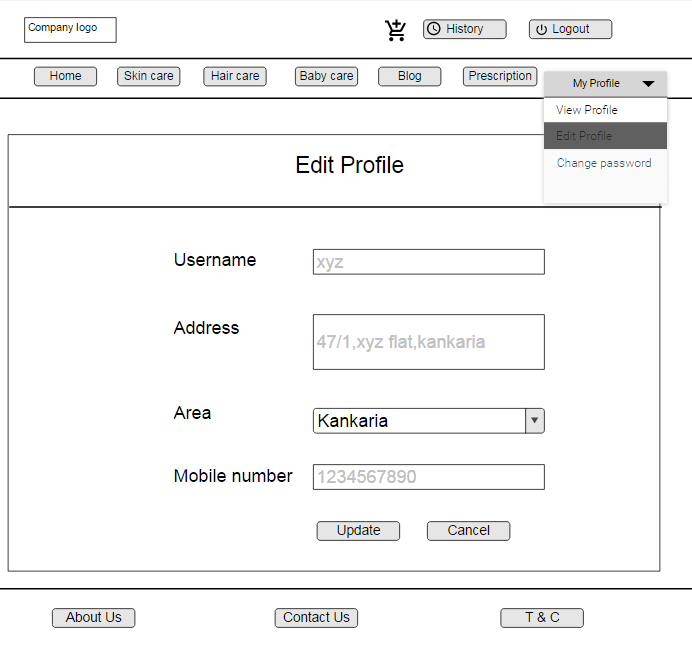 Company logo
History
Logout
Home
Skin care
Hair care
Baby care
Blog
Prescription
My Profile
View Profile
Edit Profile
Change password
Edit Profile
Username
xyz
Address
47/1,xyz flat,kankaria
Area
Kankaria
Mobile number
1234567890
Update
Cancel
About Us
Contact Us
T & C